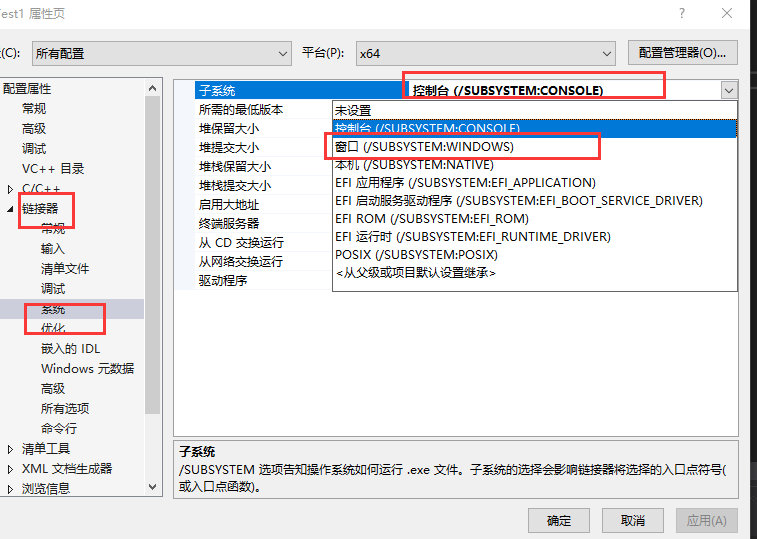 est1 属性页
(C):
所有配置
平台(P):
x64
配置管理器(O)...
配置属性
常规
高级
调试
VC++ 目录
C/C++
链接器
常规
输入
清单文件
调试
系统
优化
嵌入的 IDL
Windows 元数据
高级
所有选项
命令行
清单工具
XML 文档生成器
浏览信息
子系统
控制台 (/SUBSYSTEM:CONSOLE)
所需的最低版本
堆保留大小
堆提交大小
堆栈保留大小
堆栈提交大小
启用大地址
终端服务器
从 CD 交换运行
从网络交换运行
驱动程序
未设置
控制台 (/SUBSYSTEM:CONSOLE)
窗口 (/SUBSYSTEM:WINDOWS)
本机 (/SUBSYSTEM:NATIVE)
EFI 应用程序 (/SUBSYSTEM:EFI_APPLICATION)
EFI 启动服务驱动程序 (/SUBSYSTEM:EFI_BOOT_SERVICE_DRIVER)
EFI ROM (/SUBSYSTEM:EFI_ROM)
EFI 运行时 (/SUBSYSTEM:EFI_RUNTIME_DRIVER)
POSIX (/SUBSYSTEM:POSIX)
<从父级或项目默认设置继承>
子系统
/SUBSYSTEM 选项告知操作系统如何运行 .exe 文件。子系统的选择会影响链接器将选择的入口点符号(
或入口点函数)。
确定
取消
应用(A)